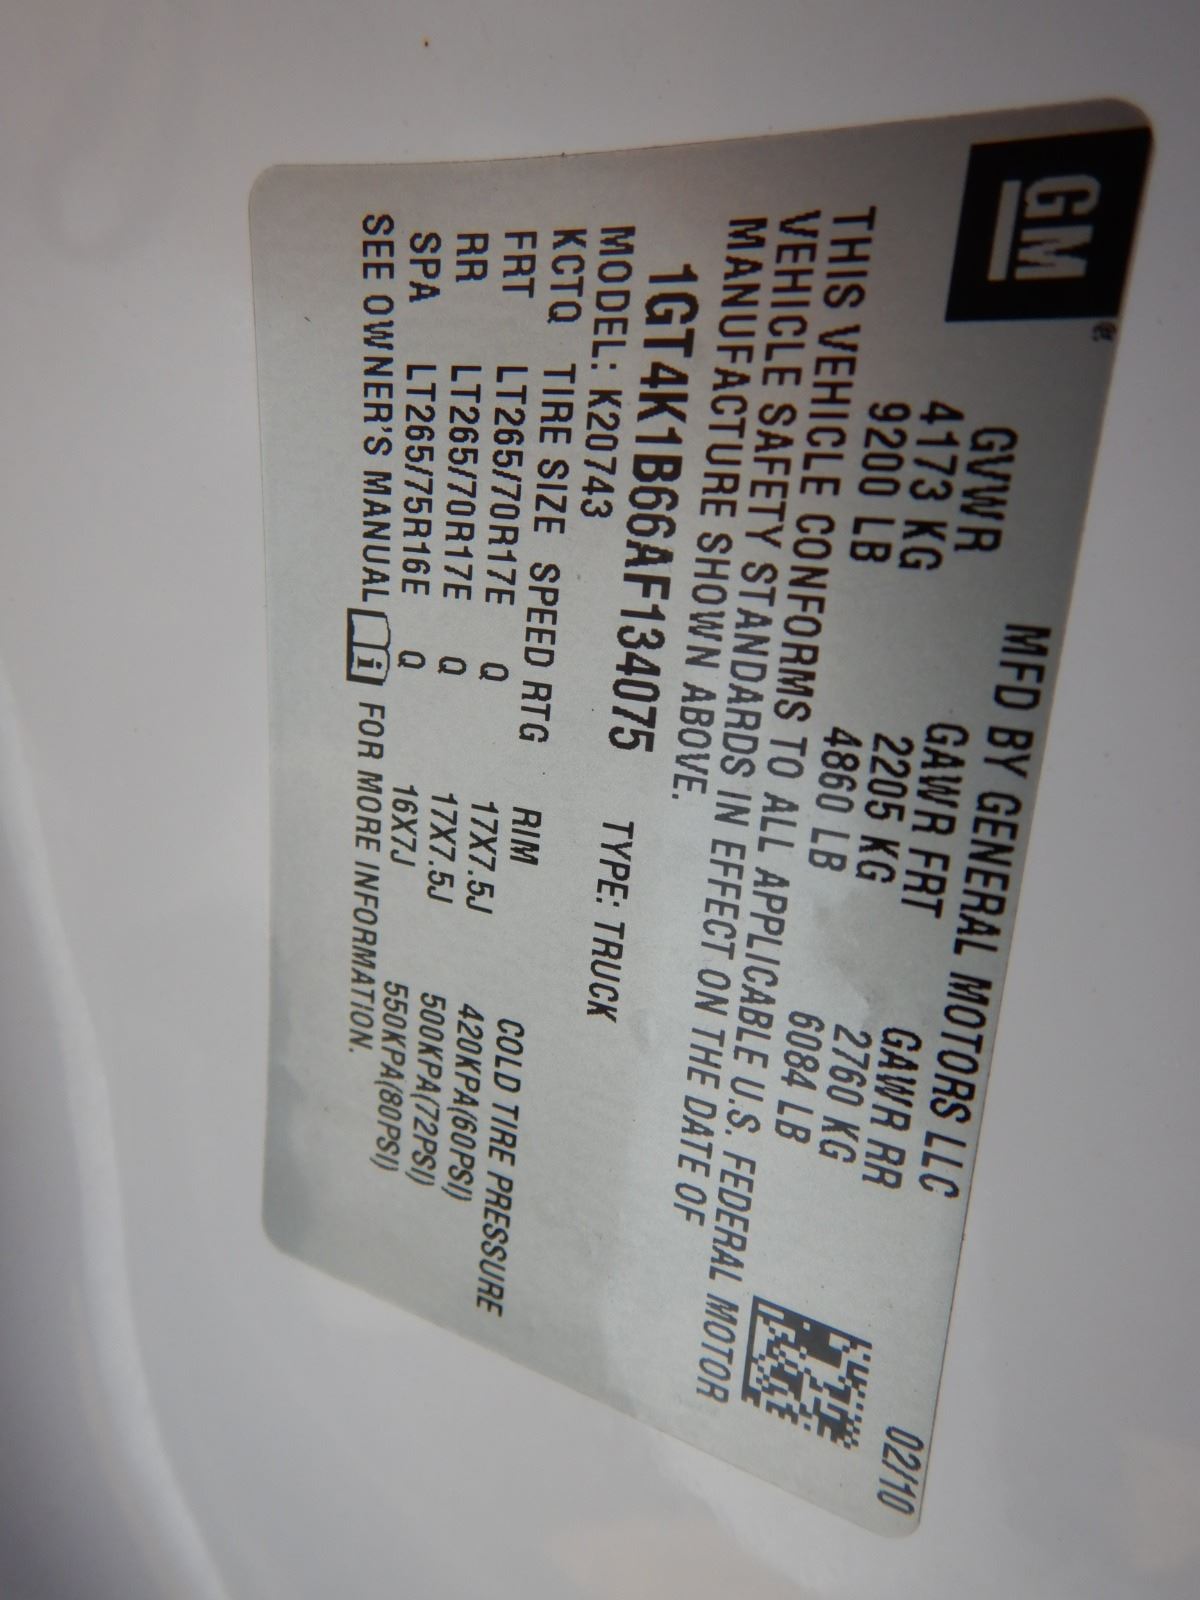 GM
MFD BY GENERAL MOTORS LLC 02/10
GVWR GAWR FRT GAWR RR
4173 KG 2205 KG 2760 KG
9200 LB 4860 LB 6084 LB
THIS VEHICLE CONFORMS TO ALL APPLICABLE U.S. FEDERAL MOTOR
VEHICLE SAFETY STANDARDS IN EFFECT ON THE DATE OF
MANUFACTURE SHOWN ABOVE.
1GT4K1B66AF134075 TYPE: TRUCK
MODEL: K20743
KCTQ TIRE SIZE SPEED RTG RIM COLD TIRE PRESSURE
FRT LT265/70R17E Q 17X7.5J 420KPA(60PSI)
RR LT265/70R17E Q 17X7.5J 500KPA(72PSI)
SPA LT265/75R16E Q 16X7J 550KPA(80PSI)
SEE OWNER'S MANUAL i FOR MORE INFORMATION.